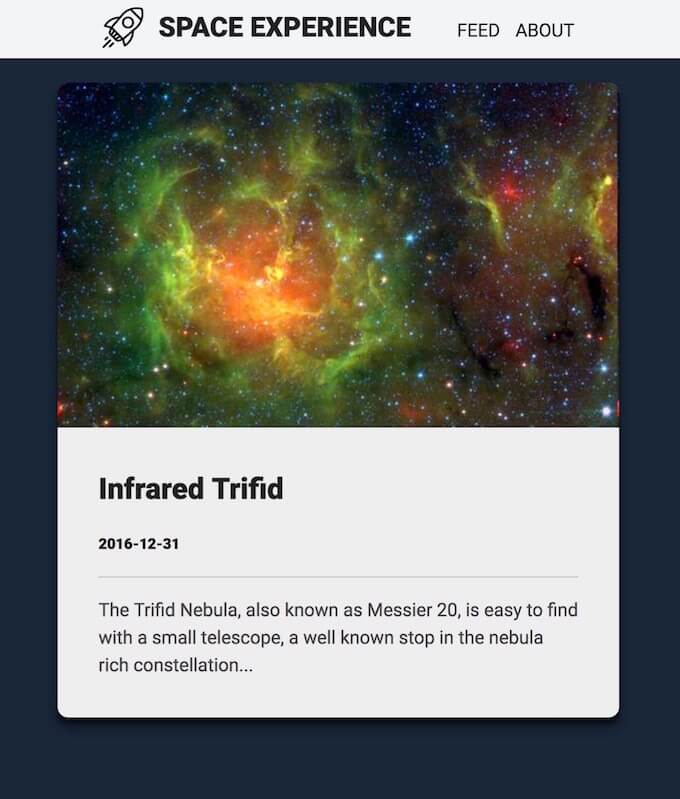 SPACE EXPERIENCE FEED ABOUT
Infrared Trifid
2016-12-31
The Trifid Nebula, also known as Messier 20, is easy to find
with a small telescope, a well known stop in the nebula
rich constellation...